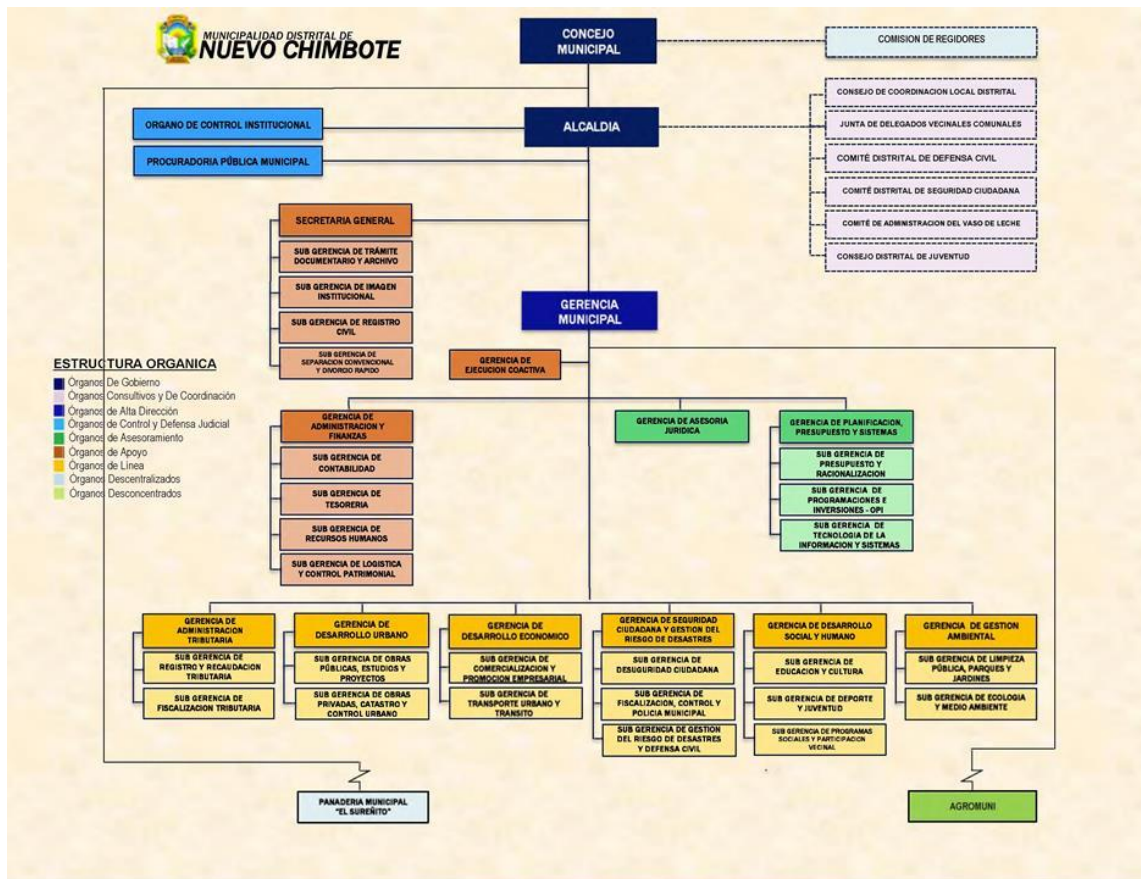 MUNICIPALIDAD DISTRITAL DE
NUEVO CHIMBOTE
CONCEJO
MUNICIPAL
COMISION DE REGIDORES
ALCALDIA
ORGANO DE CONTROL INSTITUCIONAL
PROCURADORIA PÚBLICA MUNICIPAL
CONSEJO DE COORDINACION LOCAL DISTRITAL
JUNTA DE DELEGADOS VECINALES COMUNALES
COMITÉ DISTRITAL DE DEFENSA CIVIL
COMITÉ DISTRITAL DE SEGURIDAD CIUDADANA
COMITÉ DE ADMINISTRACION DEL VASO DE LECHE
CONSEJO DISTRITAL DE JUVENTUD
SECRETARIA GENERAL
SUB GERENCIA DE TRÁMITE
DOCUMENTARIO Y ARCHIVO
SUB GERENCIA DE IMAGEN
INSTITUCIONAL
SUB GERENCIA DE REGISTRO
CIVIL
SUB GERENCIA DE
SEPARACION CONVENCIONAL
Y DIVORCIO RAPIDO
GERENCIA
MUNICIPAL
GERENCIA DE
EJECUCION COACTIVA
ESTRUCTURA ORGANICA
Órganos De Gobierno
Órganos Consultivos y De Coordinación
Órganos de Alta Dirección
Órganos de Control y Defensa Judicial
Órganos de Asesoramiento
Órganos de Apoyo
Órganos de Línea
Órganos Descentralizados
Órganos Desconcentrados
GERENCIA DE
ADMINISTRACION Y
FINANZAS
SUB GERENCIA DE
CONTABILIDAD
SUB GERENCIA DE
TESORERIA
SUB GERENCIA DE
RECURSOS HUMANOS
SUB GERENCIA DE LOGISTICA
Y CONTROL PATRIMONIAL
GERENCIA DE ASESORIA
JURIDICA
GERENCIA DE PLANIFICACION,
PRESUPUESTO Y SISTEMAS
SUB GERENCIA DE
PRESUPUESTO Y
RACIONALIZACION
SUB GERENCIA DE
PROGRAMACIONES E
INVERSIONES - OPI
SUB GERENCIA DE
TECNOLOGIA DE LA
INFORMACION Y SISTEMAS
GERENCIA DE
ADMINISTRACION
TRIBUTARIA
SUB GERENCIA DE
REGISTRO Y RECAUDACION
TRIBUTARIA
SUB GERENCIA DE
FISCALIZACION TRIBUTARIA
GERENCIA DE
DESARROLLO URBANO
SUB GERENCIA DE OBRAS
PÚBLICAS, ESTUDIOS Y
PROYECTOS
SUB GERENCIA DE OBRAS
PRIVADAS, CATASTRO Y
CONTROL URBANO
GERENCIA DE
DESARROLLO ECONOMICO
SUB GERENCIA DE
COMERCIALIZACION Y
PROMOCION EMPRESARIAL
SUB GERENCIA DE
TRANSPORTE URBANO Y
TRANSITO
GERENCIA DE SEGURIDAD
CIUDADANA Y GESTION DEL
RIESGO DE DESASTRES
SUB GERENCIA DE
DESUGURIDAD CIUDADANA
SUB GERENCIA DE
FISCALIZACION, CONTROL Y
POLICIA MUNICIPAL
SUB GERENCIA DE GESTION
DEL RIESGO DE DESASTRES
Y DEFENSA CIVIL
GERENCIA DE DESARROLLO
SOCIAL Y HUMANO
SUB GERENCIA DE
EDUCACION Y CULTURA
SUB GERENCIA DE DEPORTE
Y JUVENTUD
SUB GERENCIA DE PROGRAMAS
SOCIALES Y PARTICIPACION
VECINAL
GERENCIA DE GESTION
AMBIENTAL
SUB GERENCIA DE LIMPIEZA
PÚBLICA, PARQUES Y
JARDINES
SUB GERENCIA DE ECOLOGIA
Y MEDIO AMBIENTE
PANADERIA MUNICIPAL
"EL SUREÑITO"
AGROMUNI